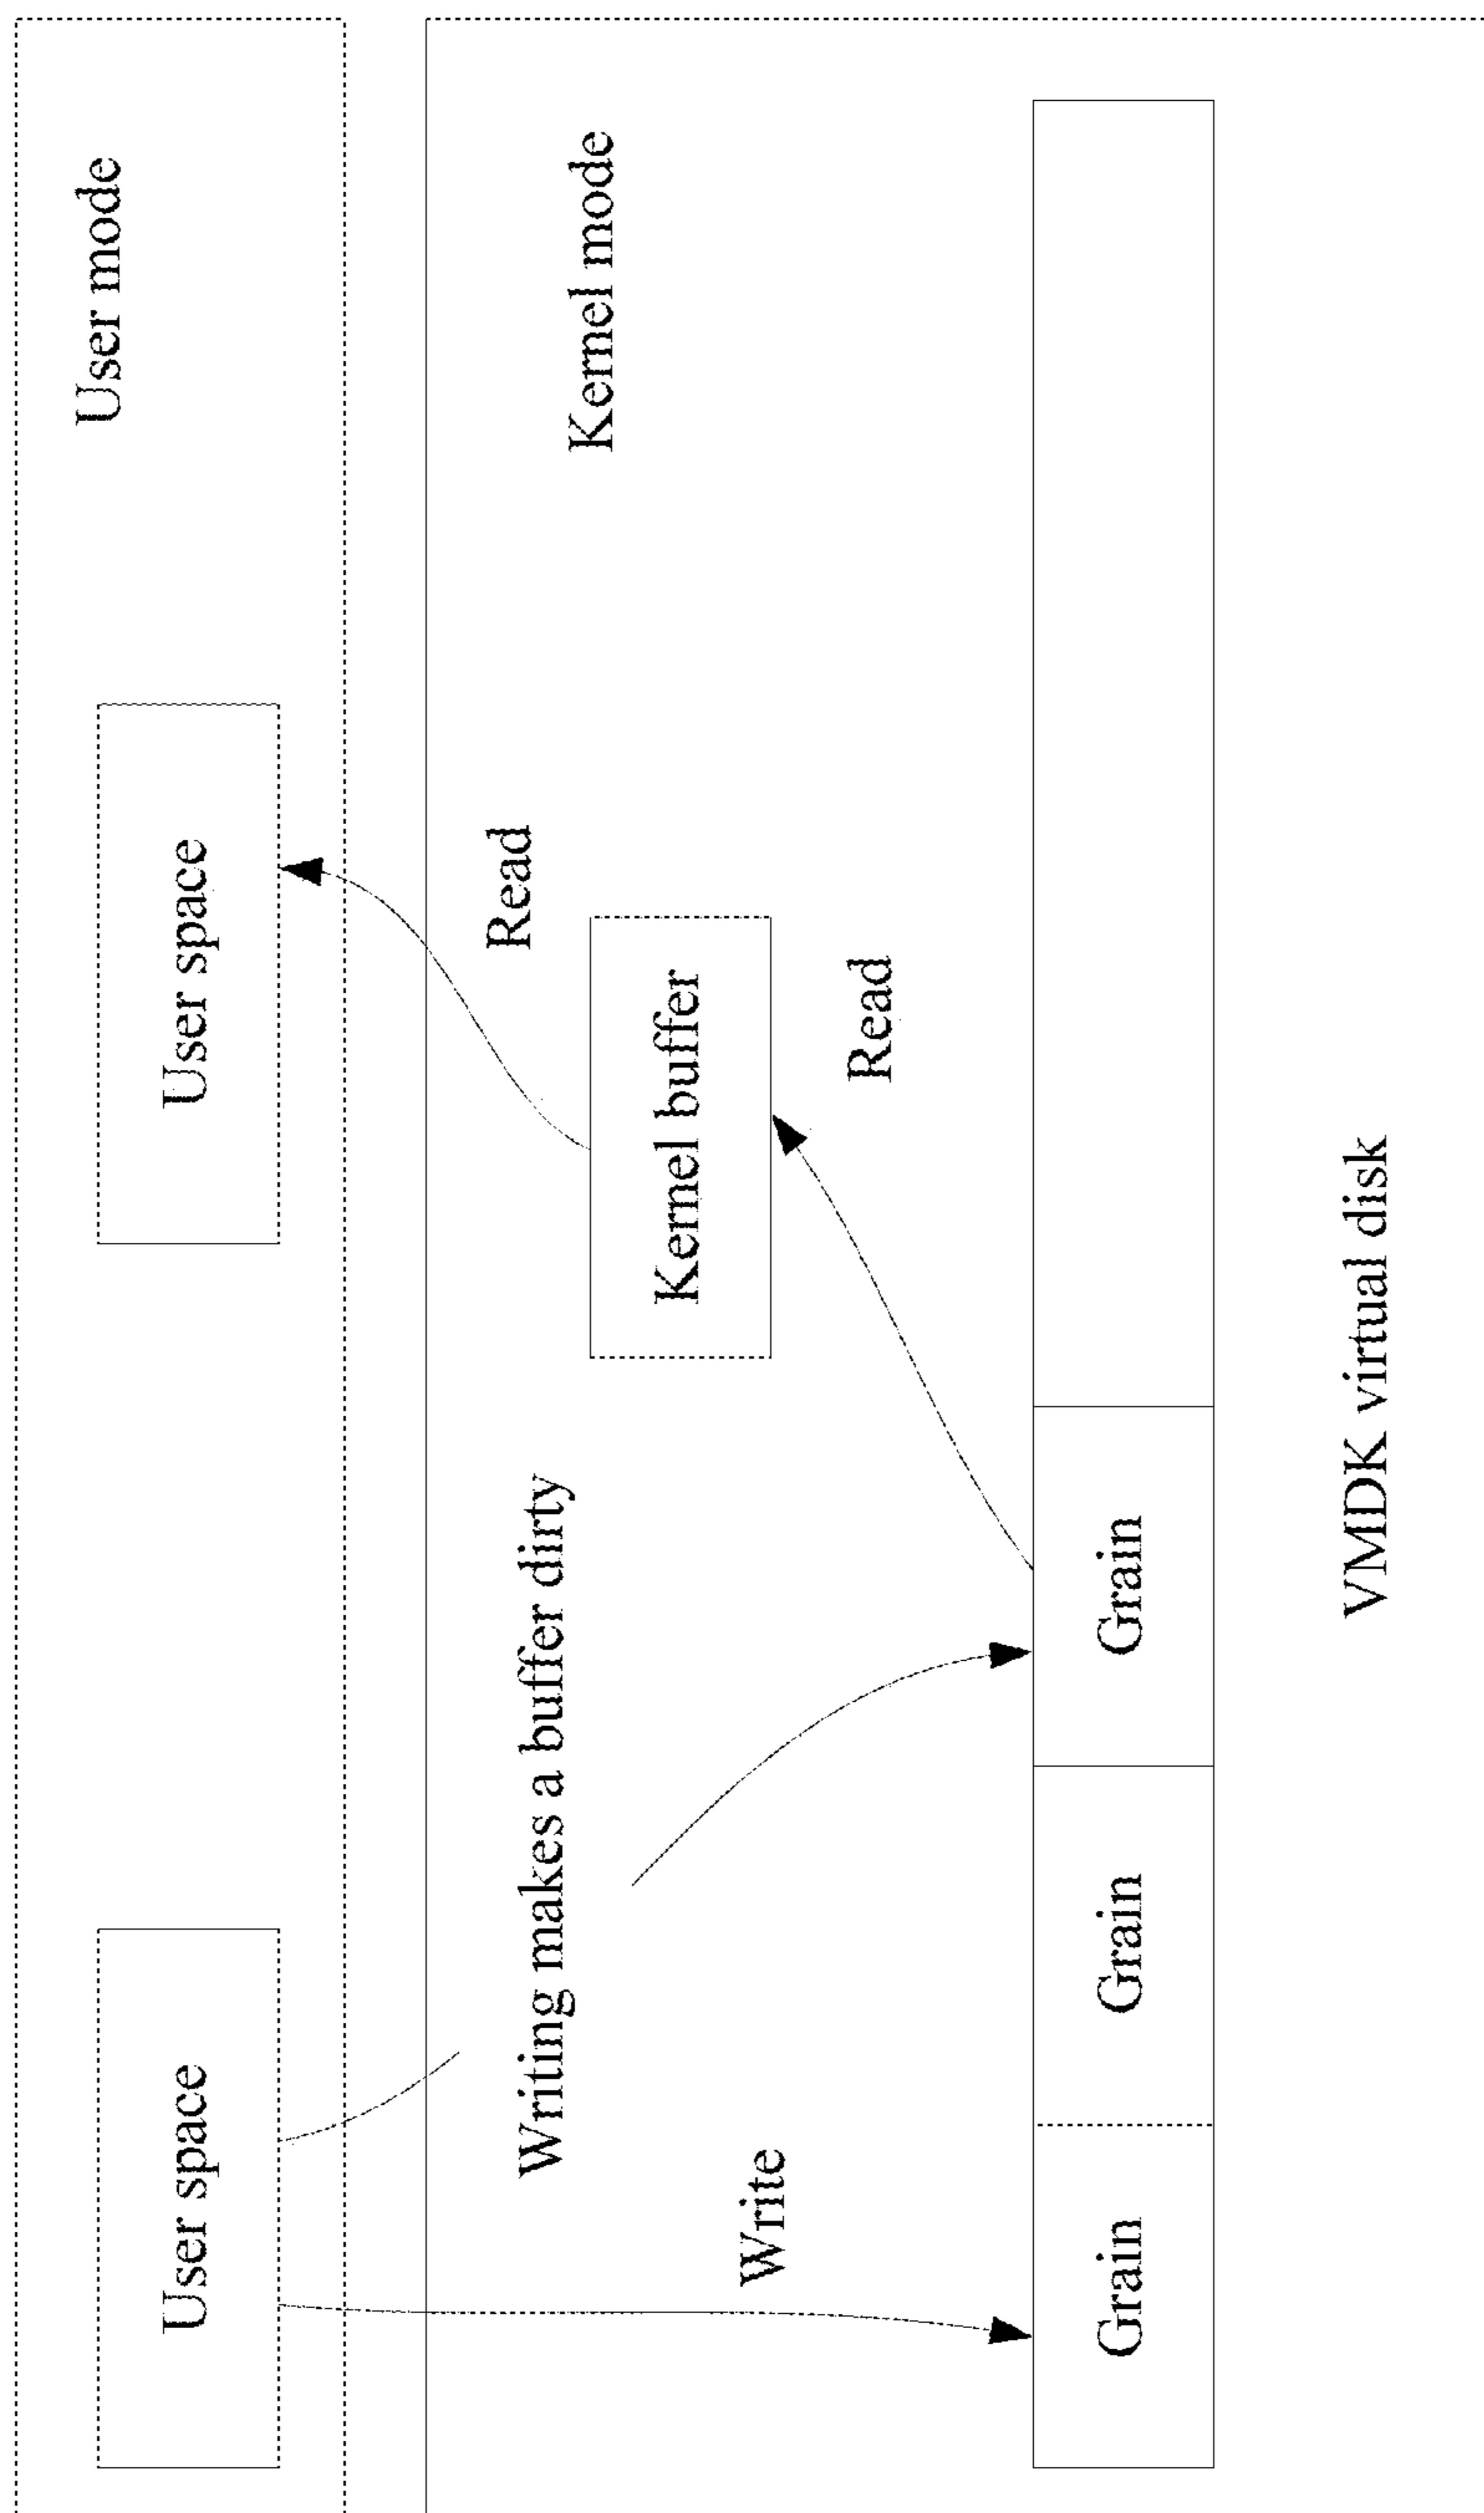 User mode
User space
User space
Kernel mode
Read
Writing makes a buffer dirty
Kernel buffer
Write
Read
Grain
Grain
Grain
VMDK virtual disk